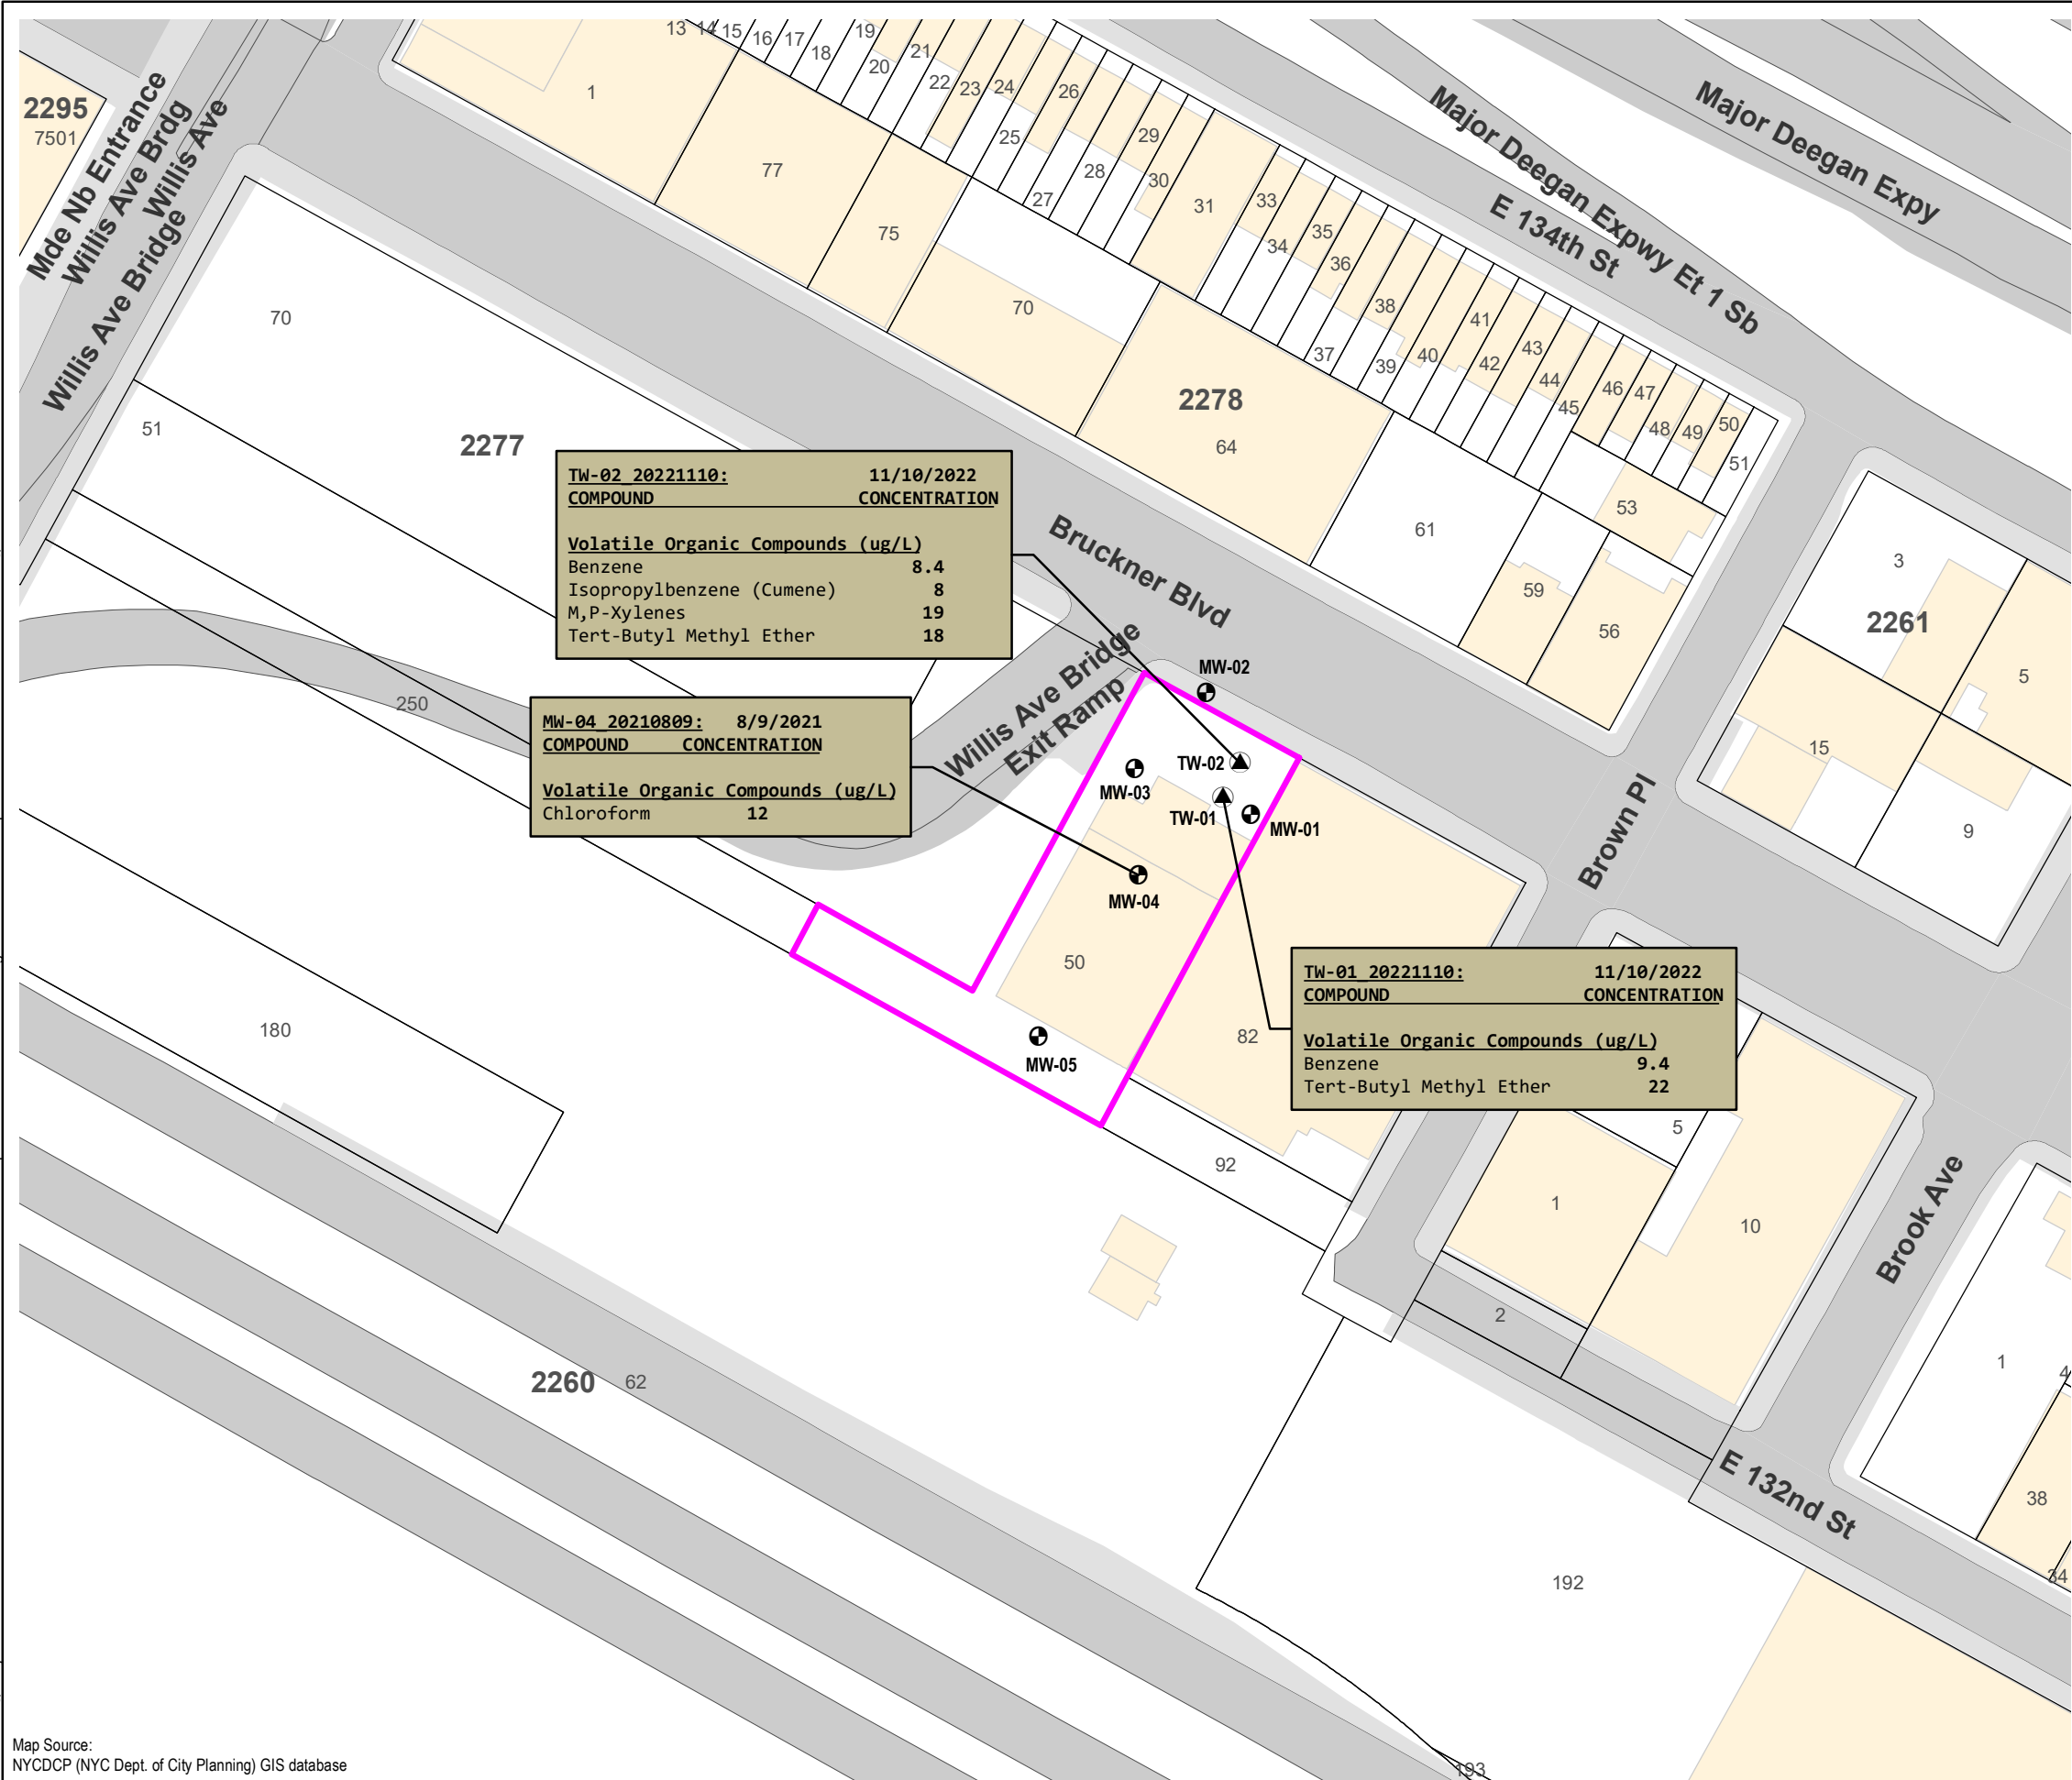 13 14 15 16 17 18 19 20 21 22 23 24 25 26 27 28 29 30 31 33 34 35 36 37 38 39 40 41 42 43 44 45 46 47 48 49 50 51
2295
7501
Mde Nb Entrance
Willis Ave Brdg
Willis Ave
Willis Ave Bridge
1
77
75
70
2278
64
61
59
56
53
Major Deegan Expy
Major Deegan Expwy Et 1 Sb
E 134th St
70
51
2277
250
Bruckner Blvd
3
2261
5
15
9
TW-02_20221110: 11/10/2022
COMPOUND CONCENTRATION
Volatile Organic Compounds (ug/L)
Benzene 8.4
Isopropylbenzene (Cumene) 8
M,P-Xylenes 19
Tert-Butyl Methyl Ether 18
MW-04_20210809: 8/9/2021
COMPOUND CONCENTRATION
Volatile Organic Compounds (ug/L)
Chloroform 12
Willis Ave Bridge
Exit Ramp
MW-02
TW-02
MW-03
TW-01
MW-01
MW-04
50
MW-05
82
92
Brown Pl
TW-01_20221110: 11/10/2022
COMPOUND CONCENTRATION
Volatile Organic Compounds (ug/L)
Benzene 9.4
Tert-Butyl Methyl Ether 22
5
1
10
2
Brook Ave
1
4
38
34
E 132nd St
180
2260 62
192
193
Map Source:
NYCDCP (NYC Dept. of City Planning) GIS database